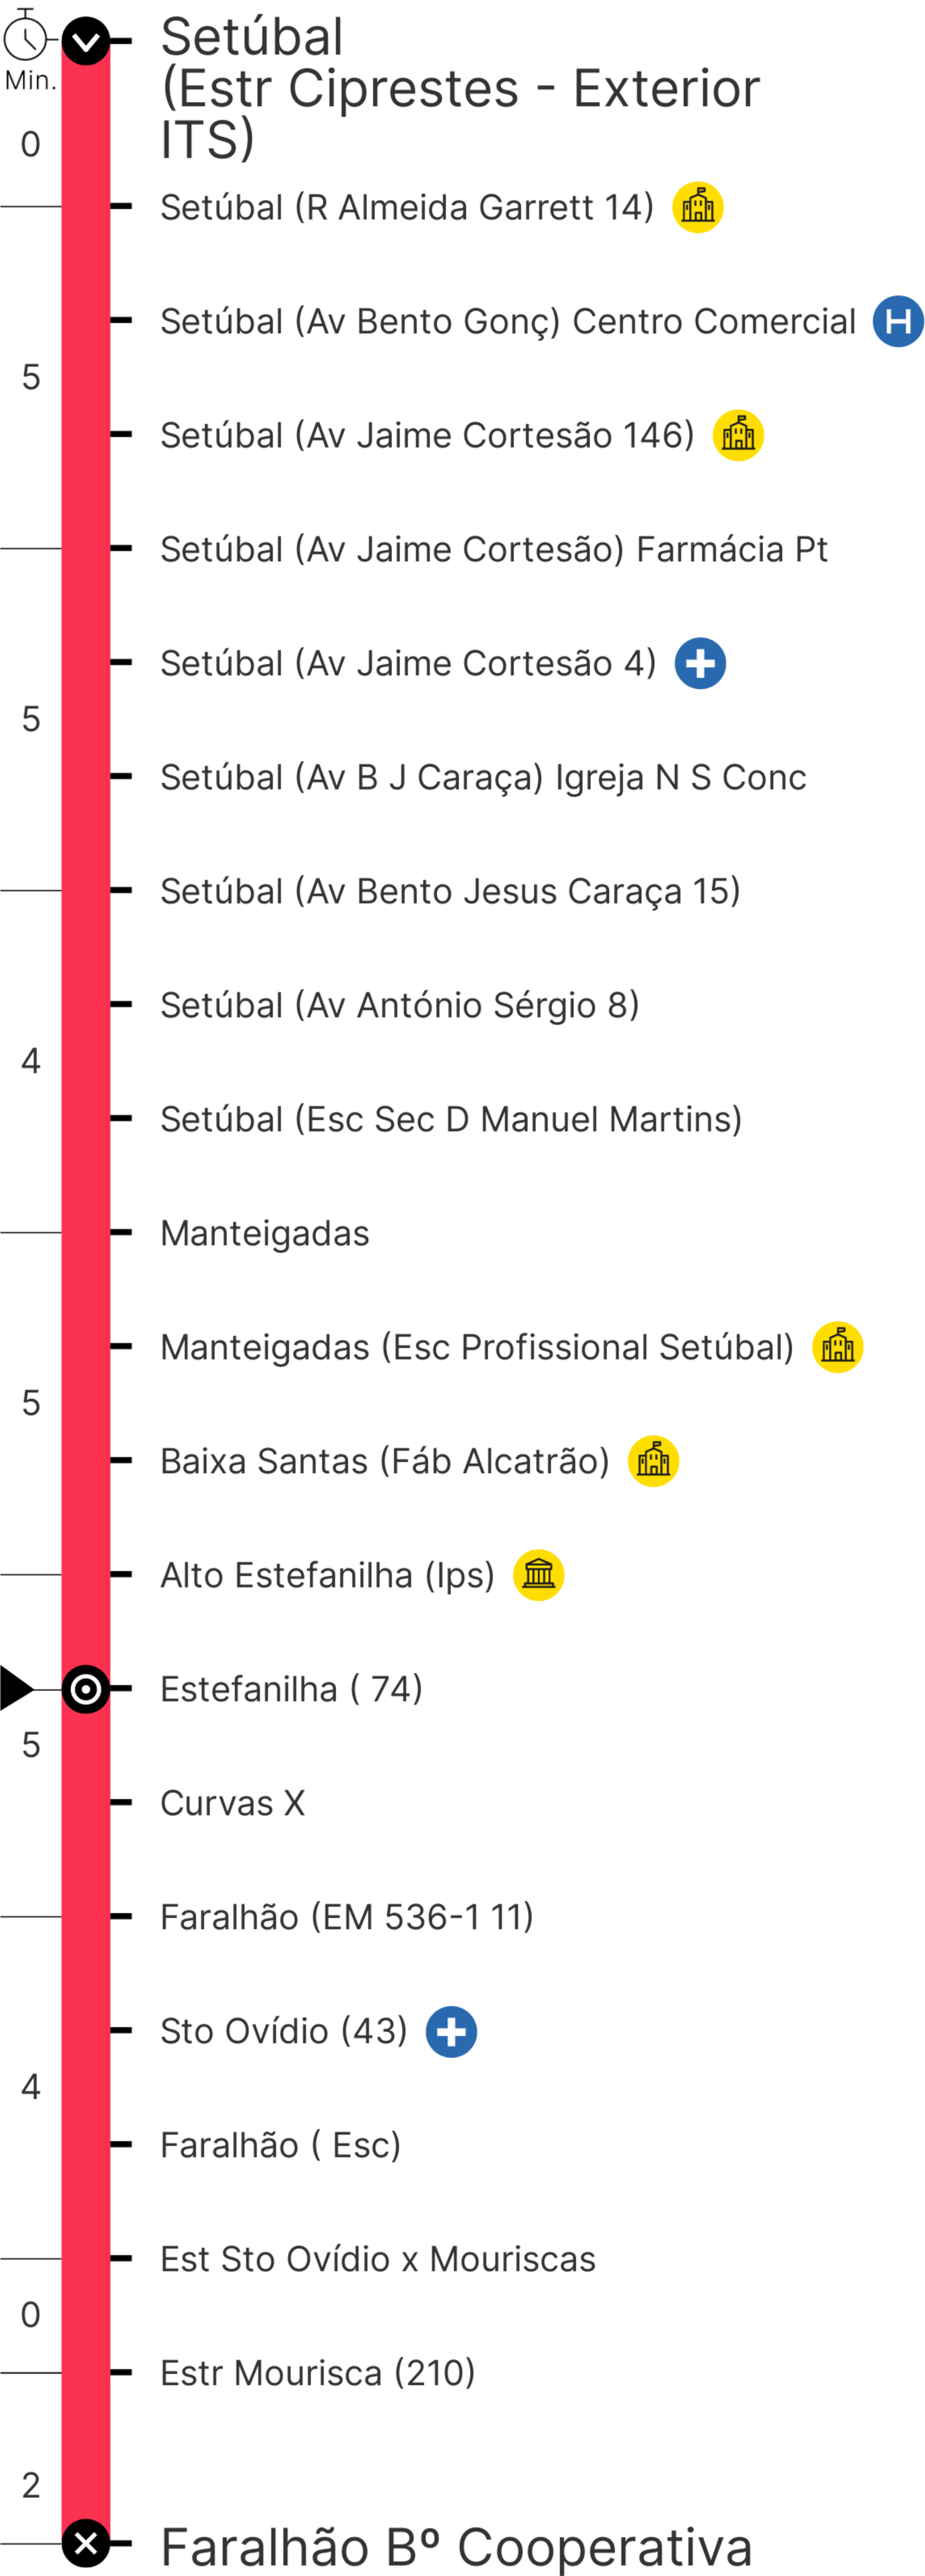 Setúbal
(Estr Ciprestes - Exterior
ITS)
Min.
0
Setúbal (R Almeida Garrett 14)
Setúbal (Av Bento Gonç) Centro Comercial H
5
Setúbal (Av Jaime Cortesão 146)
Setúbal (Av Jaime Cortesão) Farmácia Pt
Setúbal (Av Jaime Cortesão 4)
5
Setúbal (Av B J Caraça) Igreja N S Conc
Setúbal (Av Bento Jesus Caraça 15)
Setúbal (Av António Sérgio 8)
4
Setúbal (Esc Sec D Manuel Martins)
Manteigadas
Manteigadas (Esc Profissional Setúbal)
5
Baixa Santas (Fáb Alcatrão)
Alto Estefanilha (Ips)
Estefanilha ( 74)
5
Curvas X
Faralhão (EM 536-1 11)
Sto Ovídio (43)
4
Faralhão ( Esc)
Est Sto Ovídio x Mouriscas
0
Estr Mourisca (210)
2
Faralhão Bº Cooperativa